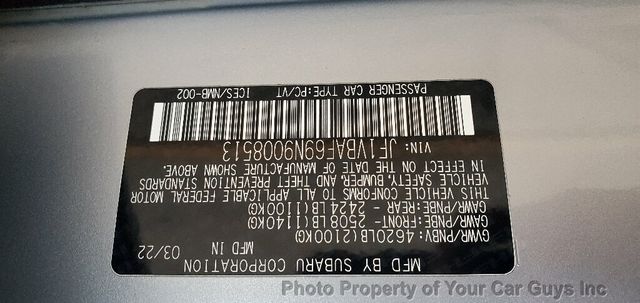 MFD BY SUBARU CORPORATION
MFD IN 03/22
GVWR/PNBV: 4620LB(2100KG)
GAWR/PNBE:FRONT- 2508LB(1140KG)
GAWR/PNBE:REAR - 2424LB(1100KG)
THIS VEHICLE CONFORMS TO ALL APPLICABLE FEDERAL MOTOR
VEHICLE SAFETY, BUMPER, AND THEFT PREVENTION STANDARDS
IN EFFECT ON THE DATE OF MANUFACTURE SHOWN ABOVE.
VIN: JF1VBAF69N9008513
PASSENGER CAR TYPE:PC/VT ICES/NMB-002
Photo Property of Your Car Guys Inc